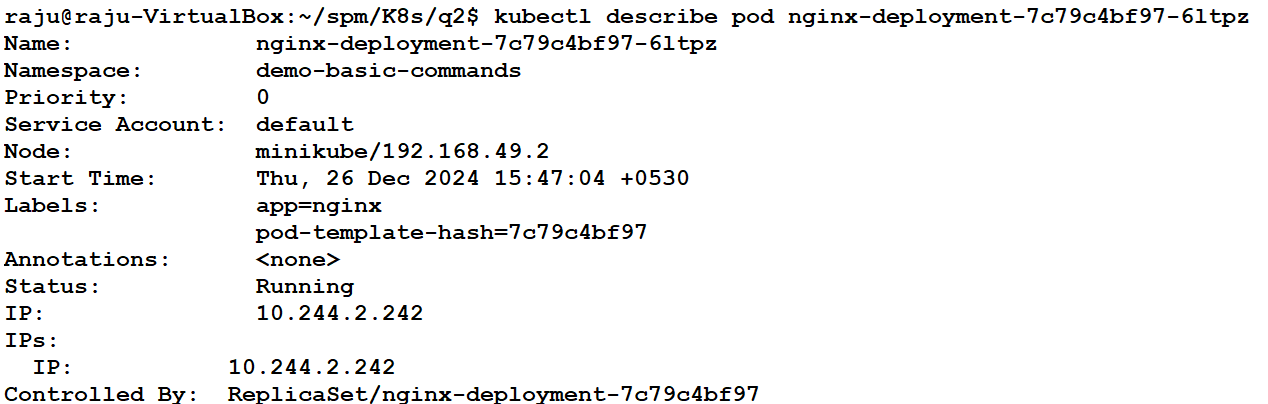 raju@raju-VirtualBox:~/spm/K8s/q2$ kubectl describe pod nginx-deployment-7c79c4bf97-6ltpz
Name:             nginx-deployment-7c79c4bf97-6ltpz
Namespace:        demo-basic-commands
Priority:         0
Service Account:  default
Node:             minikube/192.168.49.2
Start Time:       Thu, 26 Dec 2024 15:47:04 +0530
Labels:           app=nginx
                  pod-template-hash=7c79c4bf97
Annotations:      <none>
Status:           Running
IP:               10.244.2.242
IPs:
  IP:           10.244.2.242
Controlled By:  ReplicaSet/nginx-deployment-7c79c4bf97